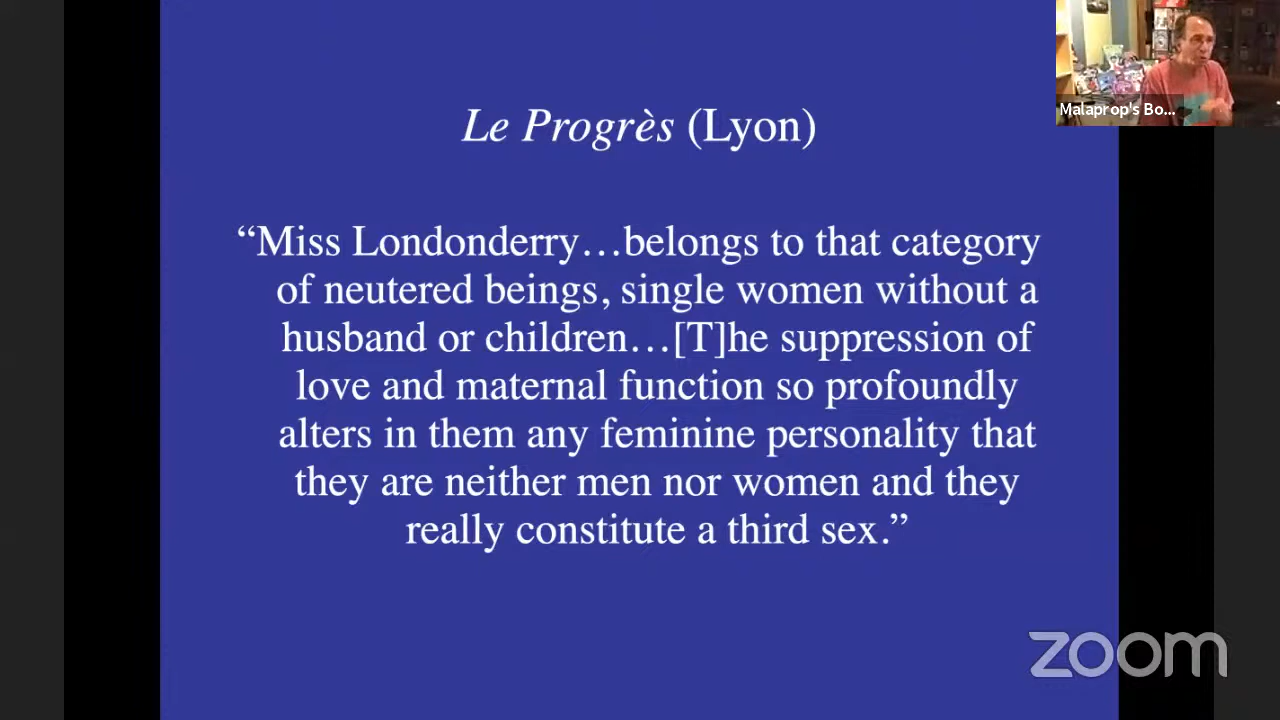 Le Progrès (Lyon)
“Miss Londonderry…belongs to that category
of neutered beings, single women without a
husband or children…[T]he suppression of
love and maternal function so profoundly
alters in them any feminine personality that
they are neither men nor women and they
really constitute a third sex.”
Malaprop's Bo...
zoom